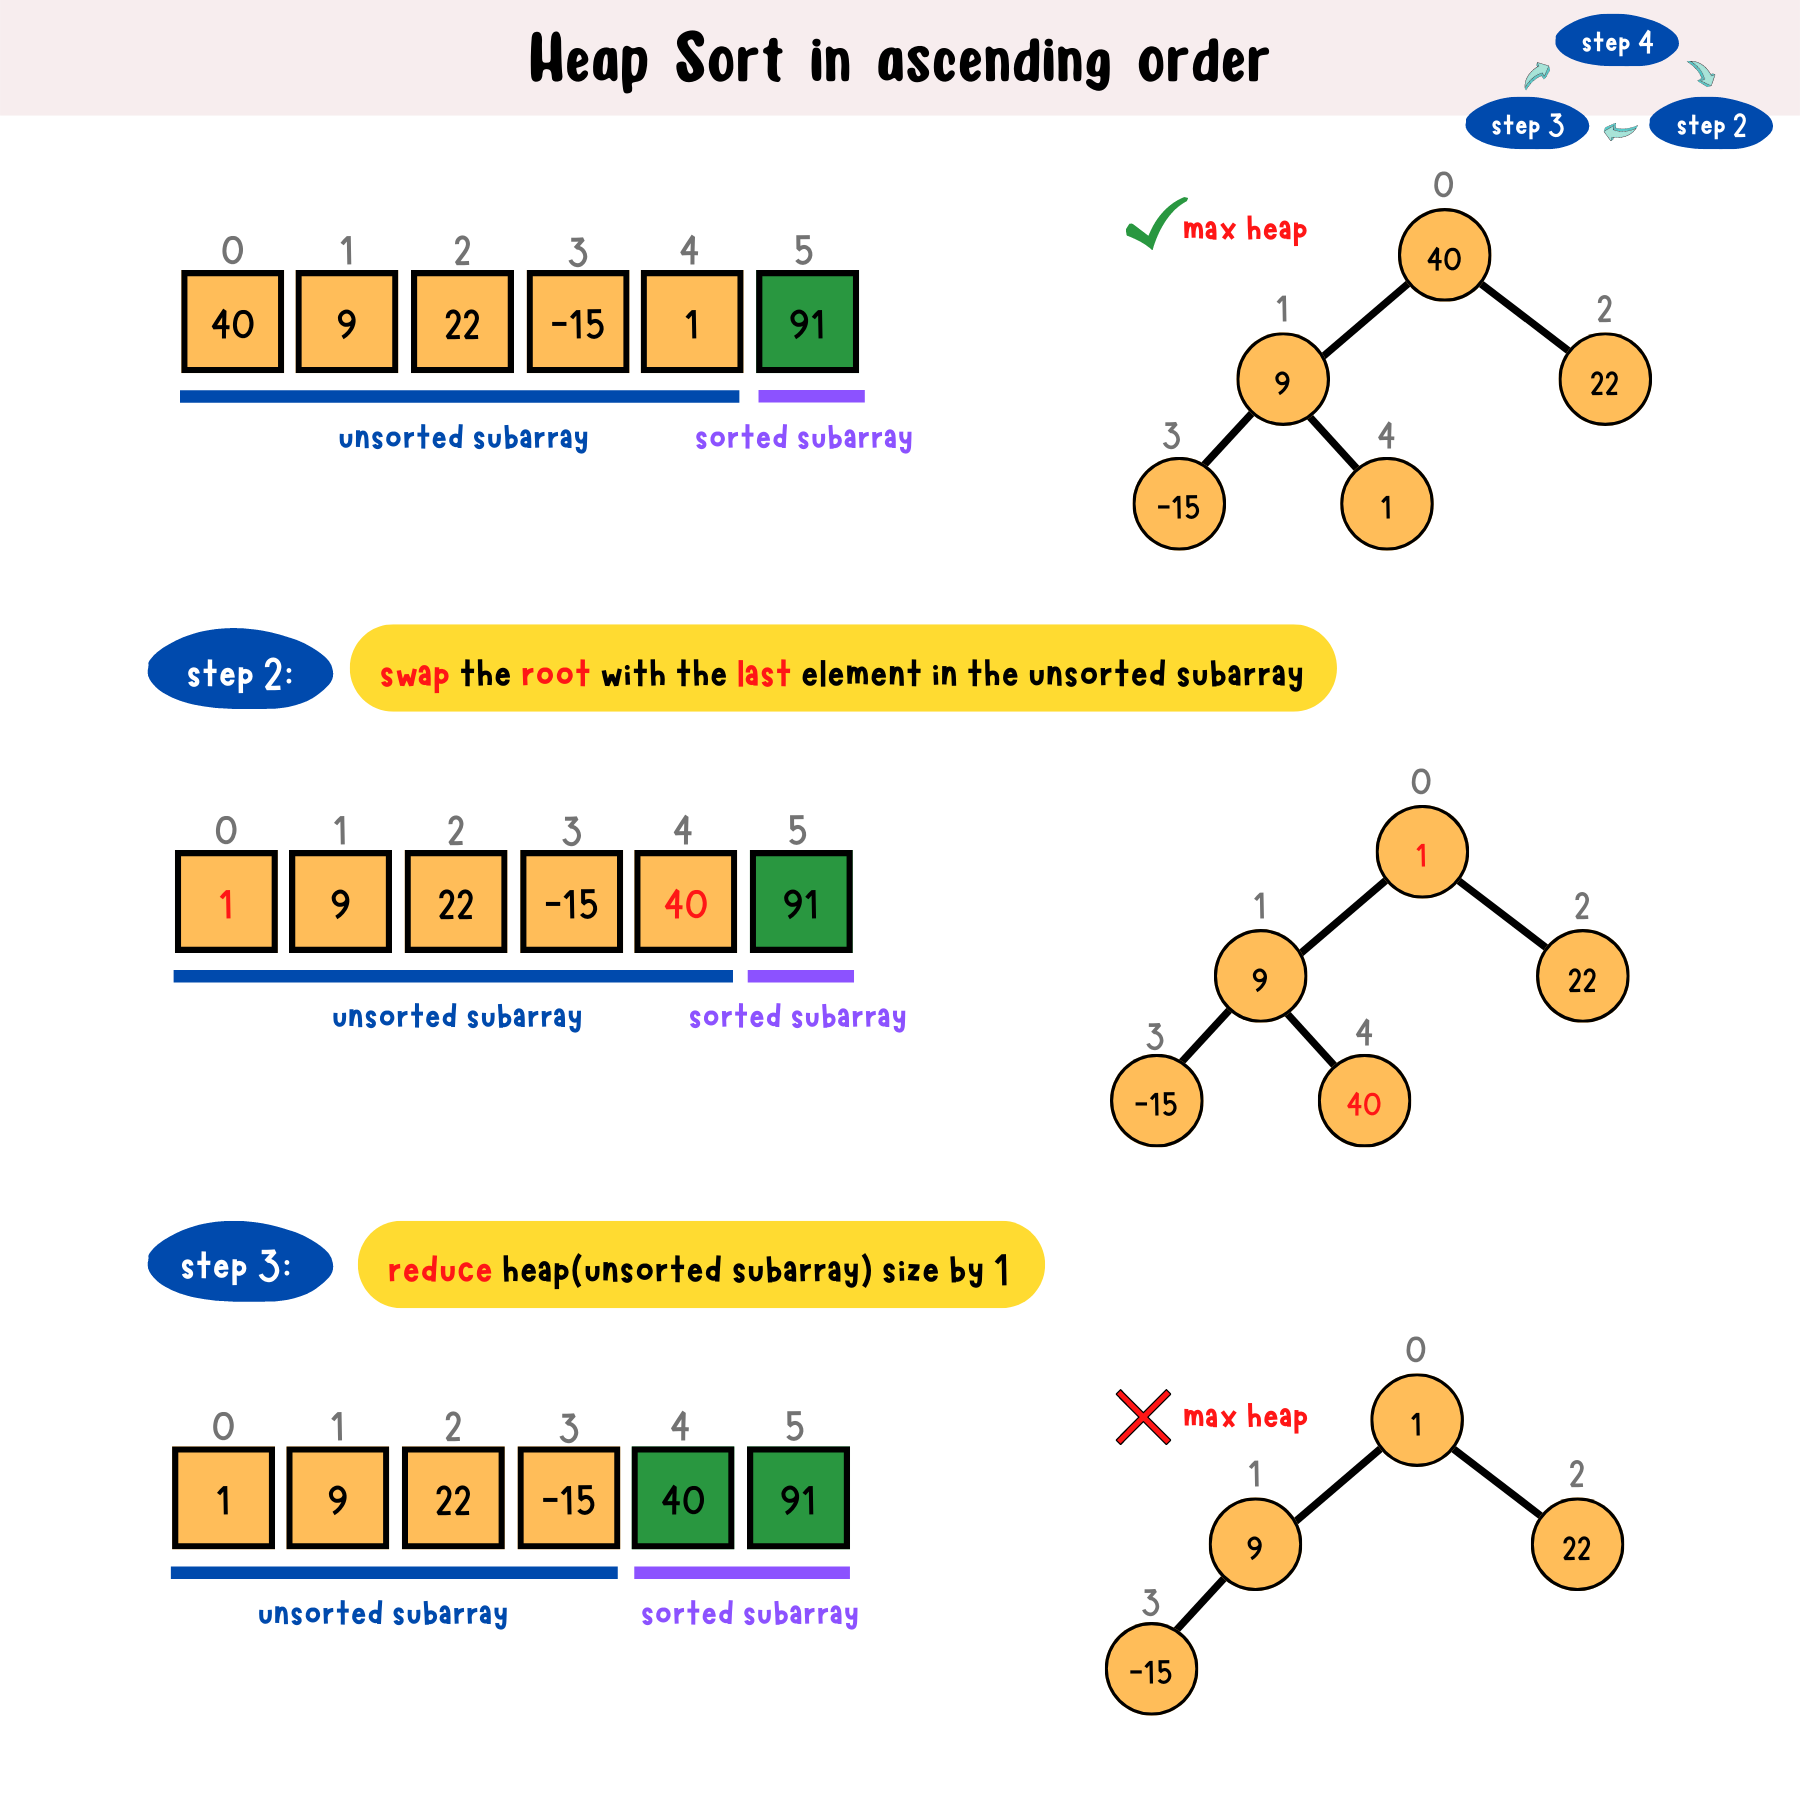 Heap Sort in ascending order
step 4
step 3
step 2
0 1 2 3 4 5
40 9 22 -15 1 91
unsorted subarray
sorted subarray
max heap
0
40
1 2
9 22
3 4
-15 1
step 2:
swap the root with the last element in the unsorted subarray
0 1 2 3 4 5
1 9 22 -15 40 91
unsorted subarray
sorted subarray
0
1
1 2
9 22
3 4
-15 40
step 3:
reduce heap(unsorted subarray) size by 1
0 1 2 3 4 5
1 9 22 -15 40 91
unsorted subarray
sorted subarray
max heap
0
1
1 2
9 22
3
-15